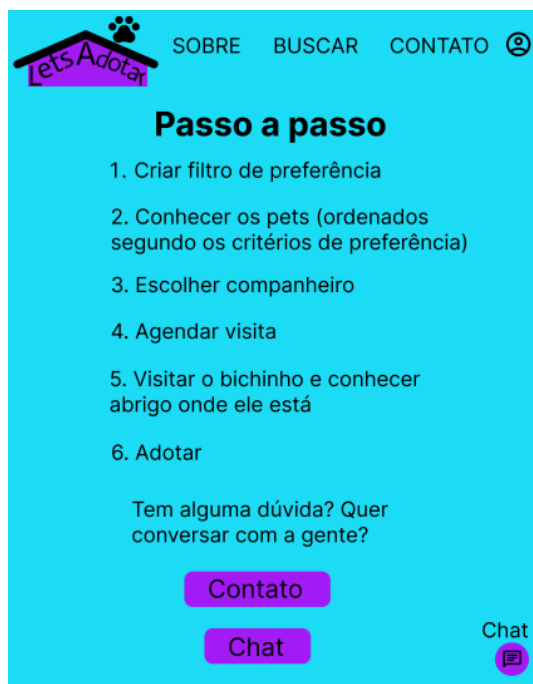 LetsAdotar
SOBRE BUSCAR CONTATO
Passo a passo
1. Criar filtro de preferência
2. Conhecer os pets (ordenados
segundo os critérios de preferência)
3. Escolher companheiro
4. Agendar visita
5. Visitar o bichinho e conhecer
abrigo onde ele está
6. Adotar
Tem alguma dúvida? Quer
conversar com a gente?
Contato
Chat
Chat